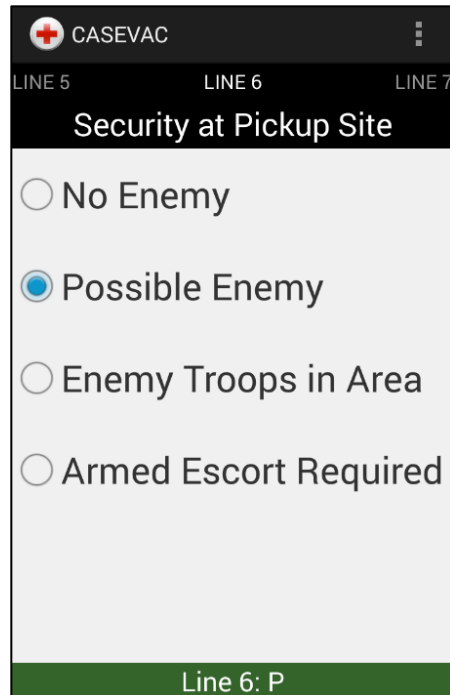 CASEVAC
LINE 5 LINE 6 LINE 7
Security at Pickup Site
No Enemy
Possible Enemy
Enemy Troops in Area
Armed Escort Required
Line 6: P